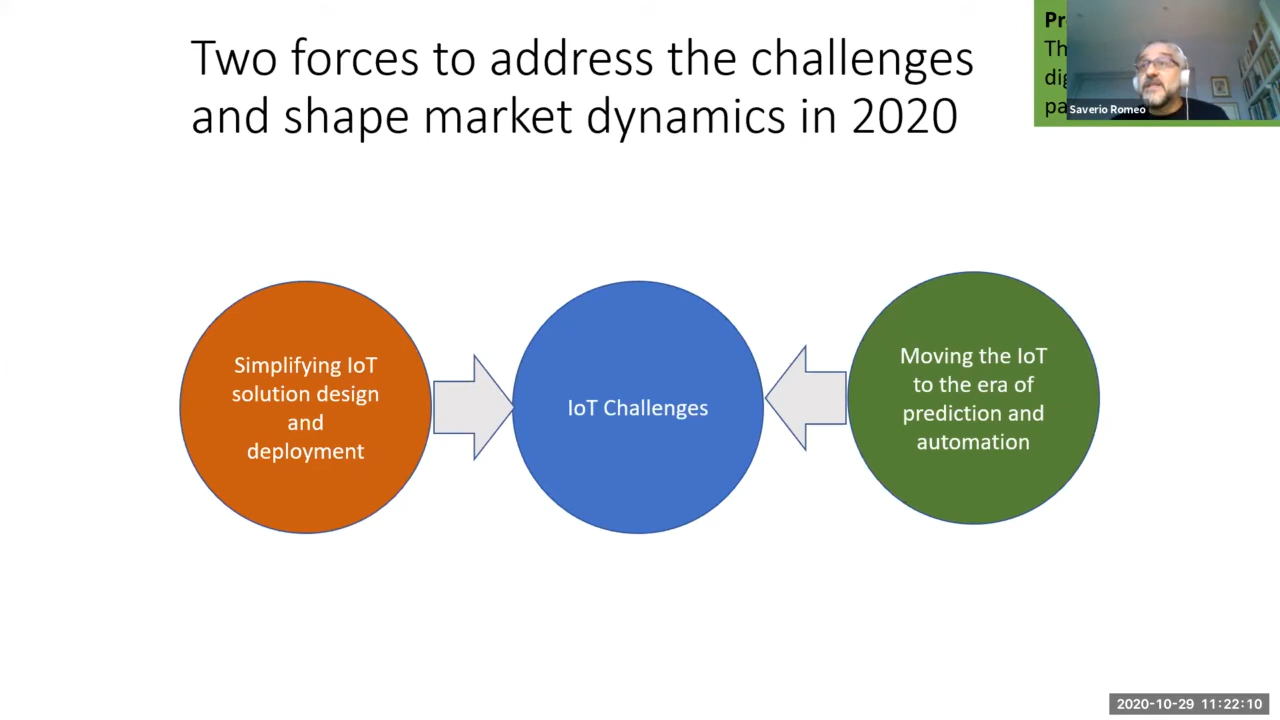 Two forces to address the challenges
and shape market dynamics in 2020
Saverio Romeo
Simplifying IoT
solution design
and
deployment
IoT Challenges
Moving the IoT
to the era of
prediction and
automation
2020-10-29 11:22:10